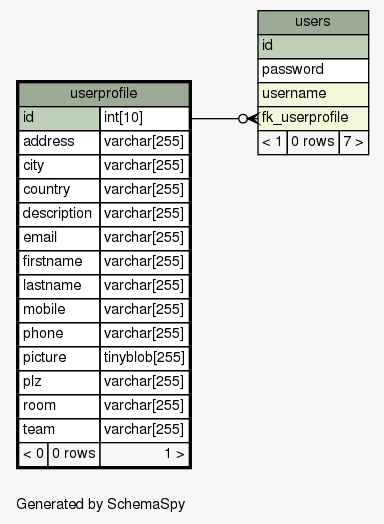 users
id
password
username
fk_userprofile
< 1 0 rows 7 >
userprofile
id int[10]
address varchar[255]
city varchar[255]
country varchar[255]
description varchar[255]
email varchar[255]
firstname varchar[255]
lastname varchar[255]
mobile varchar[255]
phone varchar[255]
picture tinyblob[255]
plz varchar[255]
room varchar[255]
team varchar[255]
< 0 0 rows 1 >
Generated by SchemaSpy